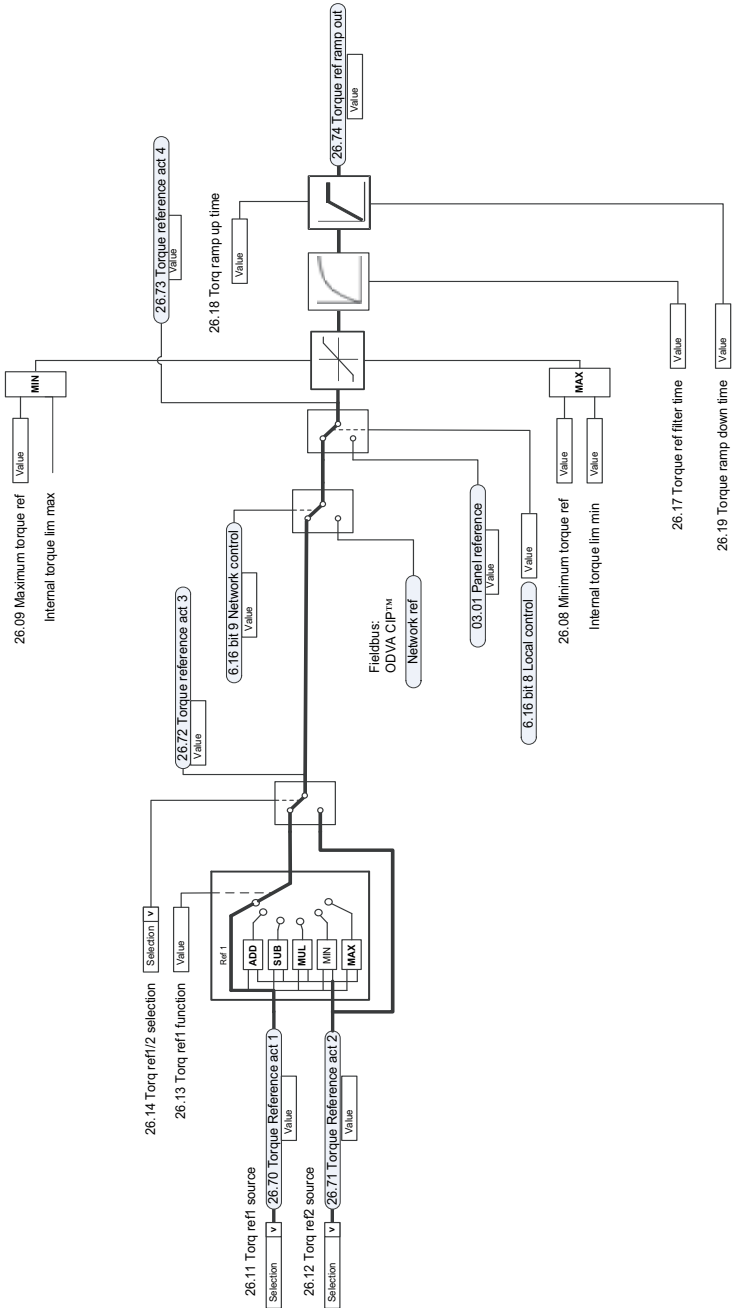 26.11 Torq ref1 source
Selection
v
26.70 Torque Reference act 1
Value
26.12 Torq ref2 source
Selection
v
26.71 Torque Reference act 2
Value
26.14 Torq ref1/2 selection
Selection
v
26.13 Torq ref1 function
Value
Ref 1
ADD
SUB
MUL
MIN
MAX
26.72 Torque reference act 3
Value
6.16 bit 9 Network control
Value
Fieldbus:
ODVA CIP™
Network ref
03.01 Panel reference
Value
6.16 bit 8 Local control
Value
26.09 Maximum torque ref
Value
Internal torque lim max
MIN
26.73 Torque reference act 4
Value
26.08 Minimum torque ref
Value
Internal torque lim min
Value
MAX
26.18 Torq ramp up time
Value
26.17 Torque ref filter time
Value
26.19 Torque ramp down time
Value
26.74 Torque ref ramp out
Value